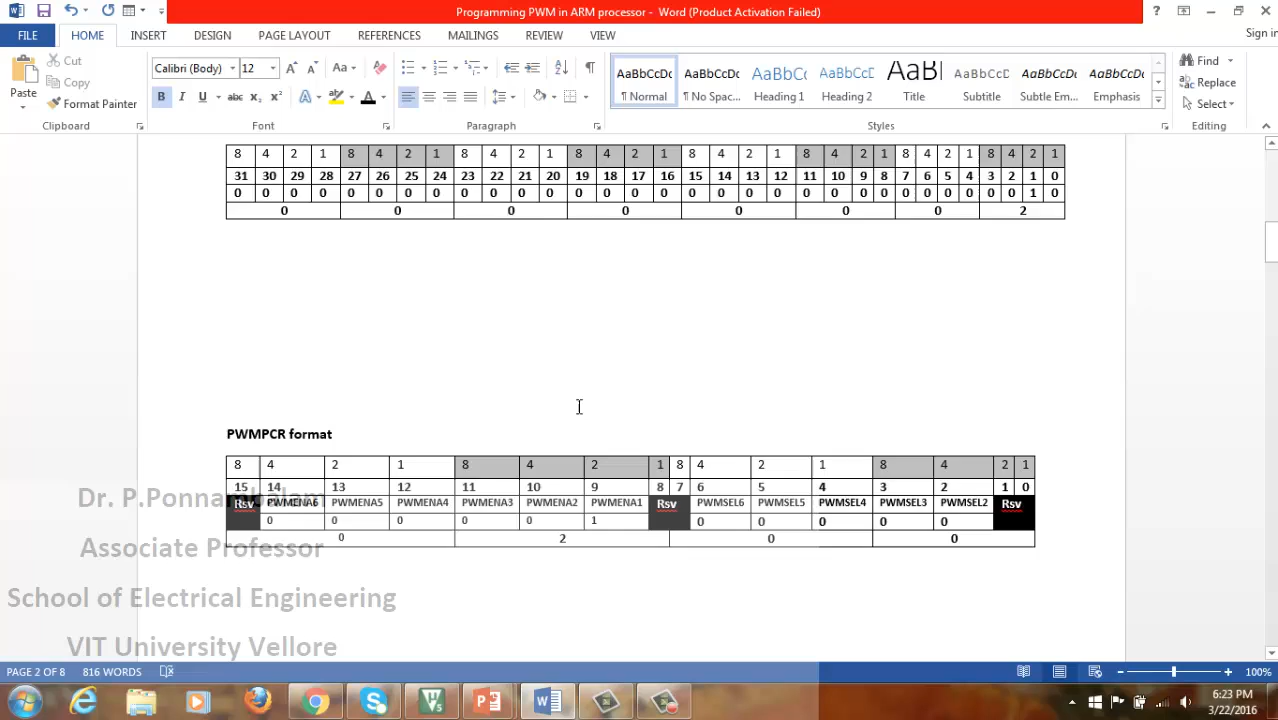 Programming PWM in ARM processor - Word (Product Activation Failed)
FILE HOME INSERT DESIGN PAGE LAYOUT REFERENCES MAILINGS REVIEW VIEW Sign in
Paste Cut Copy Format Painter Clipboard
Calibri (Body) 12 Font
Paragraph
AaBbCcDc AaBbCcDc AaBbCc AaBbCcD AaBb AaBbCcD AaBbCcDc AaBbCcDc
¶ Normal ¶ No Spac... Heading 1 Heading 2 Title Subtitle Subtle Em... Emphasis
Styles
Find Replace Select Editing
8 4 2 1 8 4 2 1 8 4 2 1 8 4 2 1 8 4 2 1 8 4 2 1 8 4 2 1 8 4 2 1
31 30 29 28 27 26 25 24 23 22 21 20 19 18 17 16 15 14 13 12 11 10 9 8 7 6 5 4 3 2 1 0
0 0 0 0 0 0 0 0 0 0 0 0 0 0 0 0 0 0 0 0 0 0 0 0 0 0 0 0 0 0 1 0
0 0 0 0 0 0 0 2
PWMPCR format
8 4 2 1 8 4 2 1 8 4 2 1 8 4 2 1
15 14 13 12 11 10 9 8 7 6 5 4 3 2 1 0
Rsv PWMENA6 PWMENA5 PWMENA4 PWMENA3 PWMENA2 PWMENA1 Rsv PWMSEL6 PWMSEL5 PWMSEL4 PWMSEL3 PWMSEL2 Rsv
0 0 0 0 0 1 0 0 0 0 0
0 2 0 0
Dr. P.Ponnambalam
Associate Professor
School of Electrical Engineering
VIT University Vellore
PAGE 2 OF 8 816 WORDS 100%
6:23 PM
3/22/2016